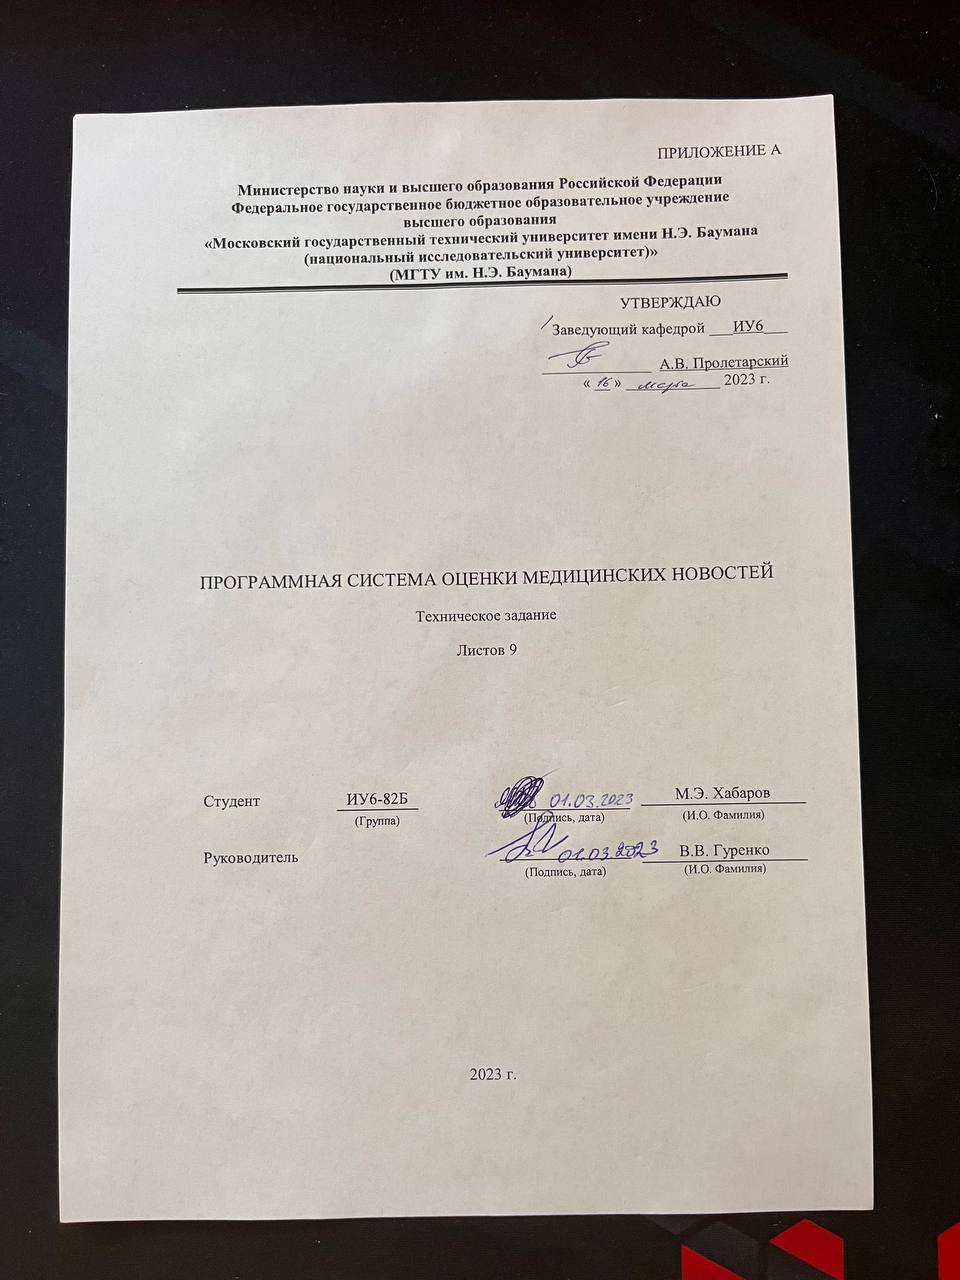 ПРИЛОЖЕНИЕ А
Министерство науки и высшего образования Российской Федерации
Федеральное государственное бюджетное образовательное учреждение
высшего образования
«Московский государственный технический университет имени Н.Э. Баумана
(национальный исследовательский университет)»
(МГТУ им. Н.Э. Баумана)
УТВЕРЖДАЮ
Заведующий кафедрой ИУ6
А.В. Пролетарский
« 16 » марта 2023 г.
ПРОГРАММНАЯ СИСТЕМА ОЦЕНКИ МЕДИЦИНСКИХ НОВОСТЕЙ
Техническое задание
Листов 9
Студент ИУ6-82Б 01.03.2023 М.Э. Хабаров
(Группа) (Подпись, дата) (И.О. Фамилия)
Руководитель 01.03.2023 В.В. Гуренко
(Подпись, дата) (И.О. Фамилия)
2023 г.